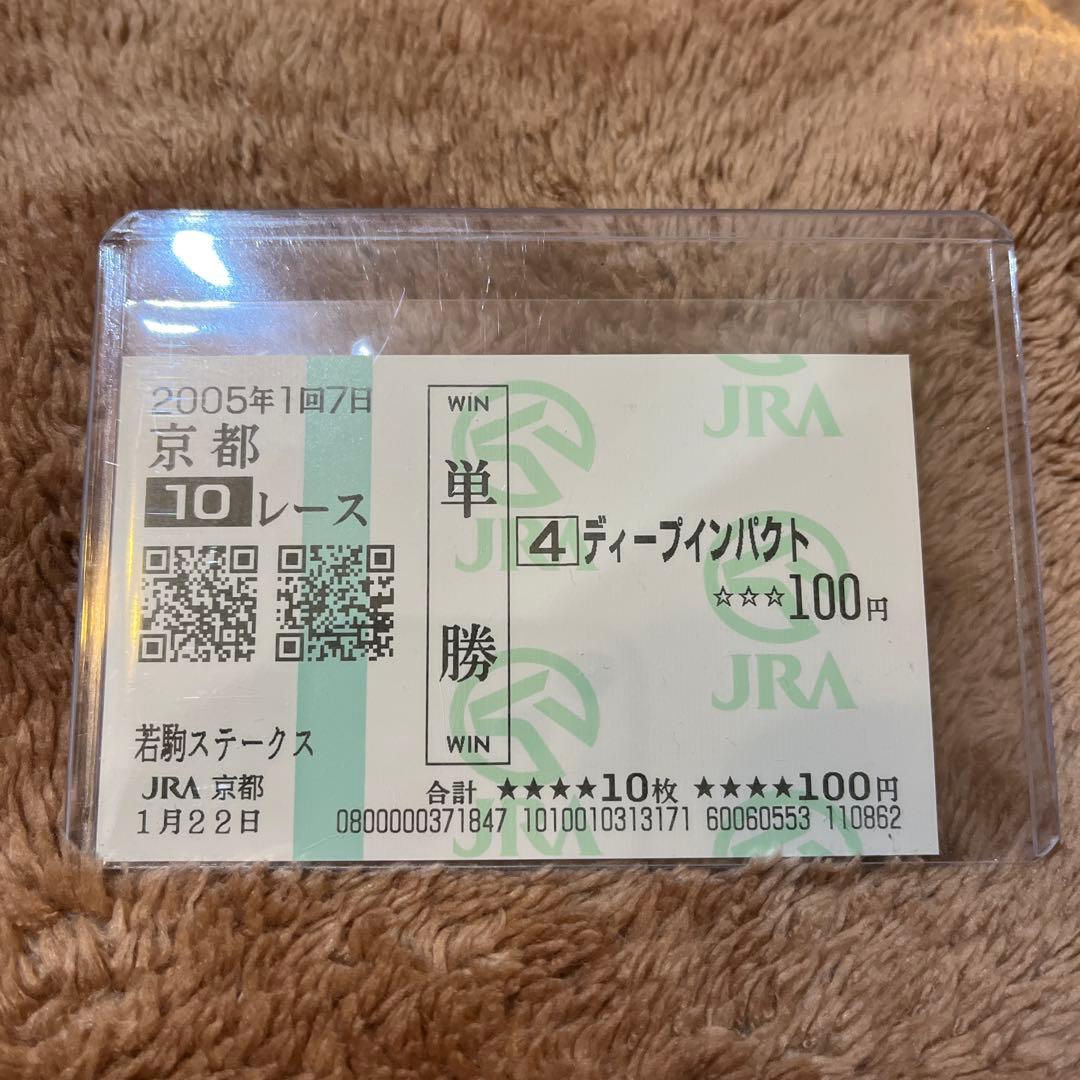 2005年1回7日
京都
10レース
若駒ステークス
JRA 京都
1月22日
WIN
単
勝
WIN
4 ディープインパクト
☆☆☆100円
合計 ★★★★10枚 ★★★★100円
0800000371847 1010010313171 60060553 110862
JRA
JRA
JRA
JRA